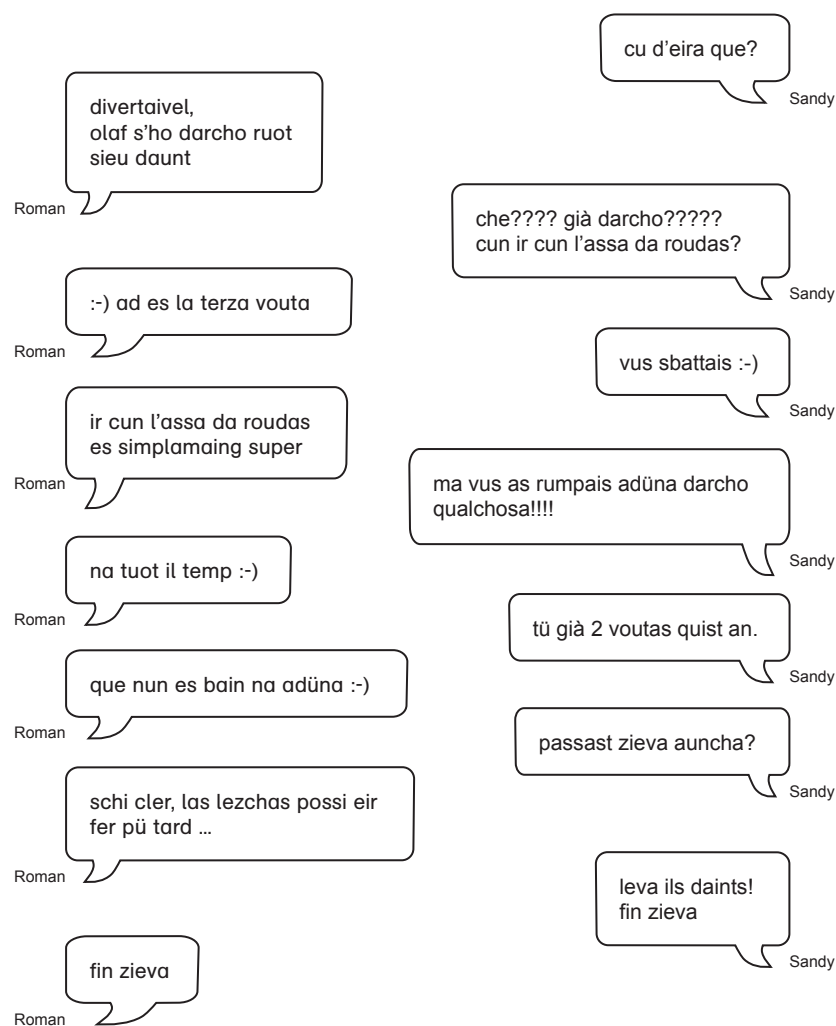 cu d'eira que?
Sandy
divertaivel,
olaf s'ho darcho ruot
sieu daunt
Roman
che???? già darcho?????
cun ir cun l'assa da roudas?
Sandy
:-) ad es la terza vouta
Roman
vus sbattais :-)
Sandy
ir cun l'assa da roudas
es simplamaing super
Roman
ma vus as rumpais adüna darcho
qualchosa!!!!
Sandy
na tuot il temp :-)
Roman
tü già 2 voutas quist an.
Sandy
que nun es bain na adüna :-)
Roman
passast zieva auncha?
Sandy
schi cler, las lezchas possi eir
fer pü tard ...
Roman
leva ils daints!
fin zieva
Sandy
fin zieva
Roman